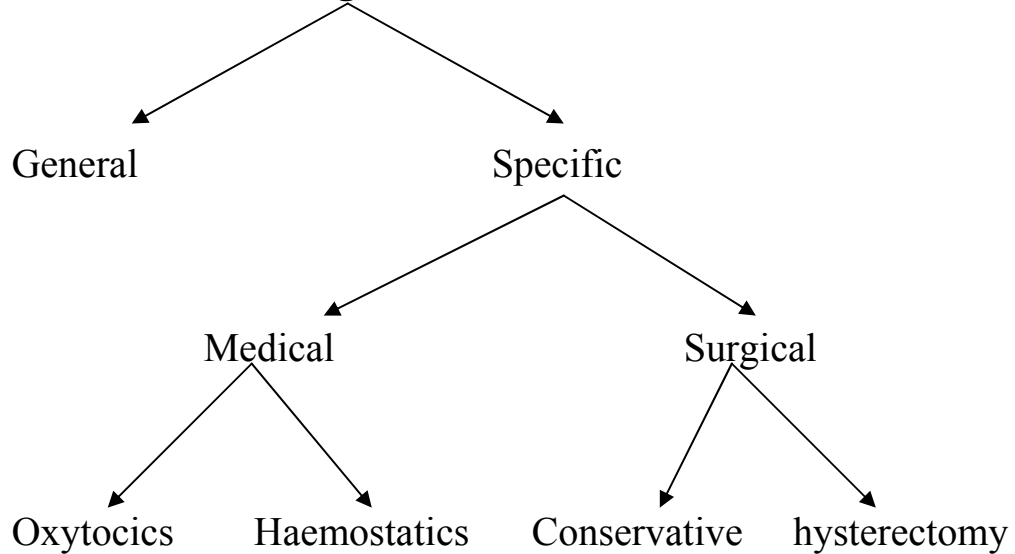 General Specific
Medical Surgical
Oxytocics Haemostatics Conservative hysterectomy